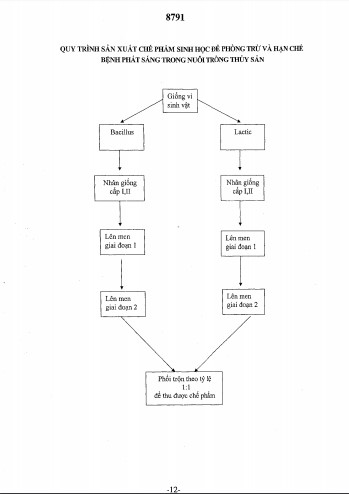 8791
QUY TRÌNH SẢN XUẤT CHẾ PHẨM SINH HỌC ĐỂ PHÒNG TRỪ VÀ HẠN CHẾ
BỆNH PHÁT SÁNG TRONG NUÔI TRỒNG THỦY SẢN
Giống vi
sinh vật
Bacillus
Lactic
Nhân giống
cấp I,II
Nhân giống
cấp I,II
Lên men
giai đoạn 1
Lên men
giai đoạn 1
Lên men
giai đoạn 2
Lên men
giai đoạn 2
Phối trộn theo tỷ lệ
1:1
để thu được chế phẩm
-12-